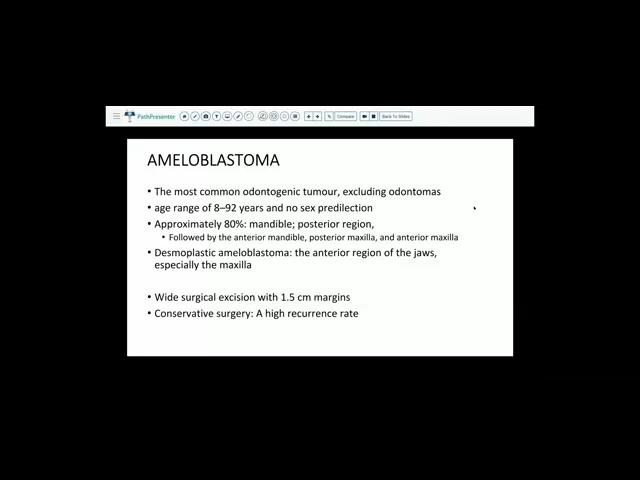 PathPresenter
Compare
Back To Slides
AMELOBLASTOMA
• The most common odontogenic tumour, excluding odontomas
• age range of 8–92 years and no sex predilection
• Approximately 80%: mandible; posterior region,
• Followed by the anterior mandible, posterior maxilla, and anterior maxilla
• Desmoplastic ameloblastoma: the anterior region of the jaws,
especially the maxilla
• Wide surgical excision with 1.5 cm margins
• Conservative surgery: A high recurrence rate